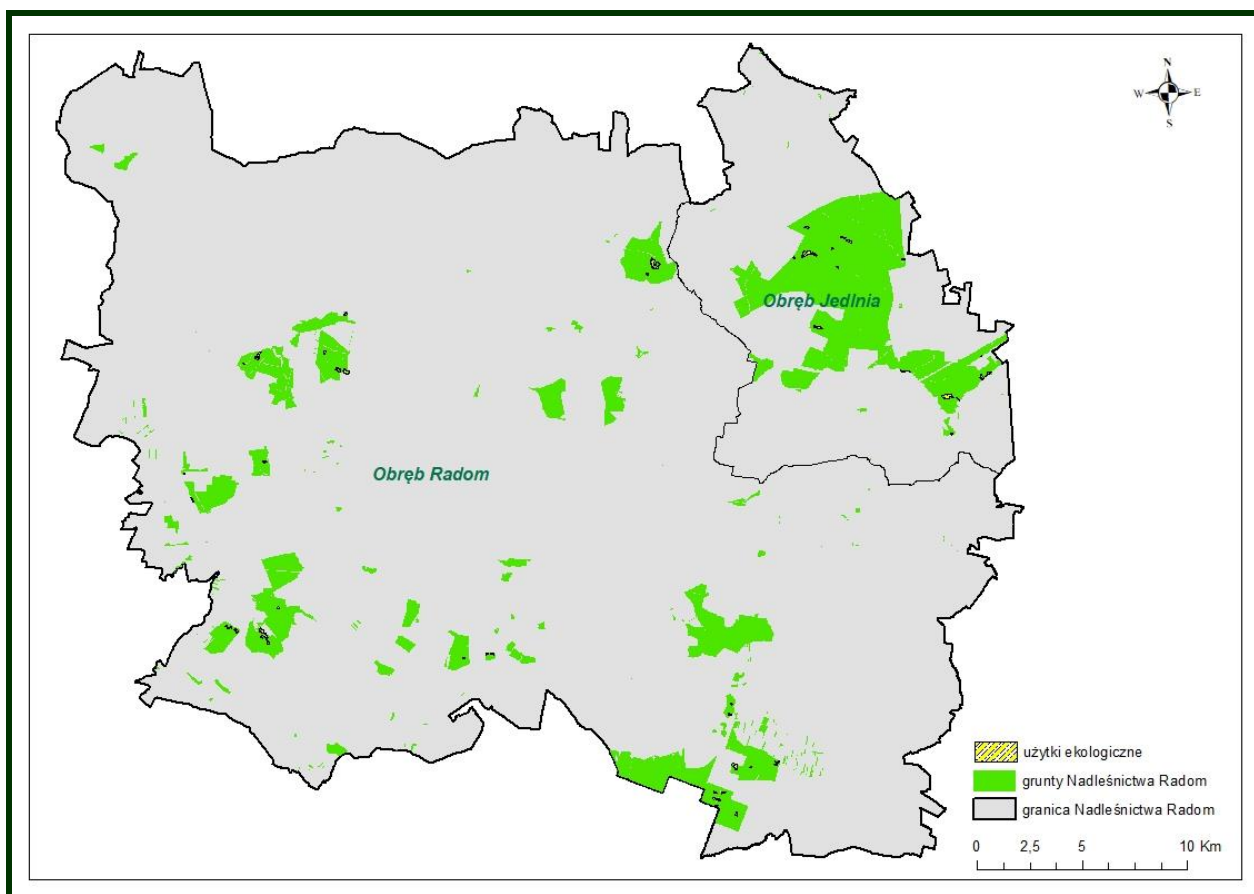 N
W E
S
Obręb Jedlnia
Obręb Radom
użytki ekologiczne
grunty Nadleśnictwa Radom
granica Nadleśnictwa Radom
0 2,5 5 10 Km